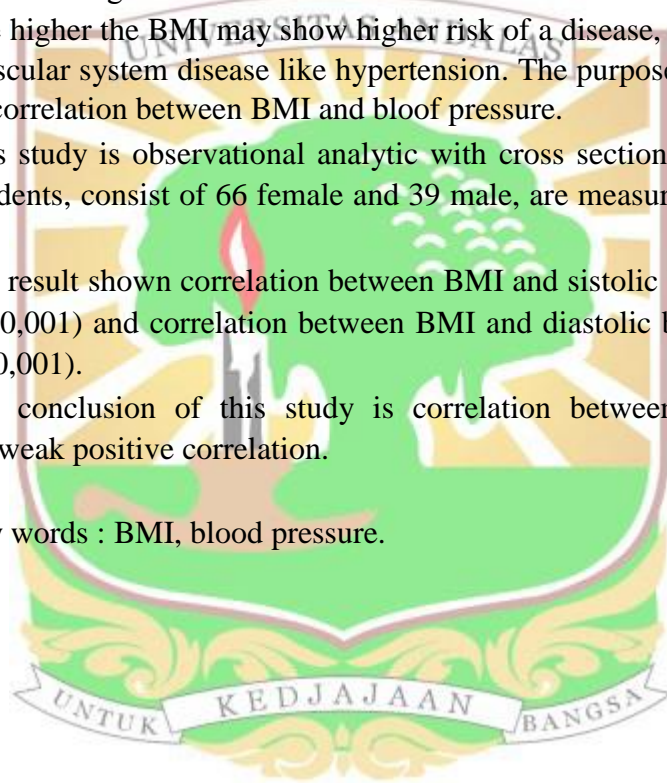 e higher the BMI may show higher risk of a disease,
UNIVERSITAS ANDALAS
scular system disease like hypertension. The purpose
correlation between BMI and bloof pressure.
s study is observational analytic with cross section
dents, consist of 66 female and 39 male, are measur
result shown correlation between BMI and sistolic
0,001) and correlation between BMI and diastolic b
0,001).
conclusion of this study is correlation between
weak positive correlation.
y words : BMI, blood pressure.
UNTUK KEDJAJAAN BANGSA